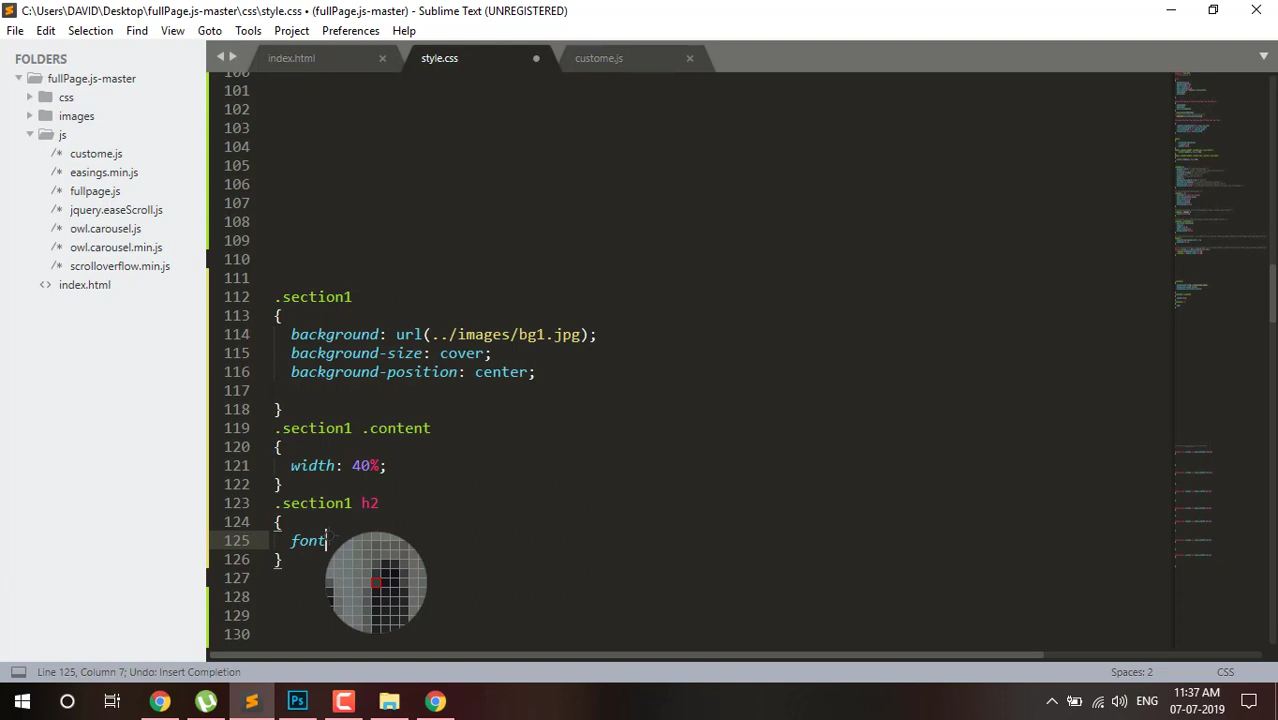 C:\Users\DAVID\Desktop\fullPage.js-master\css\style.css • (fullPage.js-master) - Sublime Text (UNREGISTERED)
File Edit Selection Find View Goto Tools Project Preferences Help
FOLDERS
fullPage.js-master
css
images
js
/* custome.js
/* easings.min.js
/* fullpage.js
/* jquery.easeScroll.js
/* owl.carousel.js
/* owl.carousel.min.js
/* scrolloverflow.min.js
<> index.html
index.html style.css custome.js
100
101
102
103
104
105
106
107
108
109
110
111
112 .section1
113 {
114 background: url(../images/bg1.jpg);
115 background-size: cover;
116 background-position: center;
117
118 }
119 .section1 .content
120 {
121 width: 40%;
122 }
123 .section1 h2
124 {
125 font
126 }
127
128
129
130
Line 125, Column 7; Undo: Insert Completion Spaces: 2 CSS
Ps ENG 11:37 AM
07-07-2019